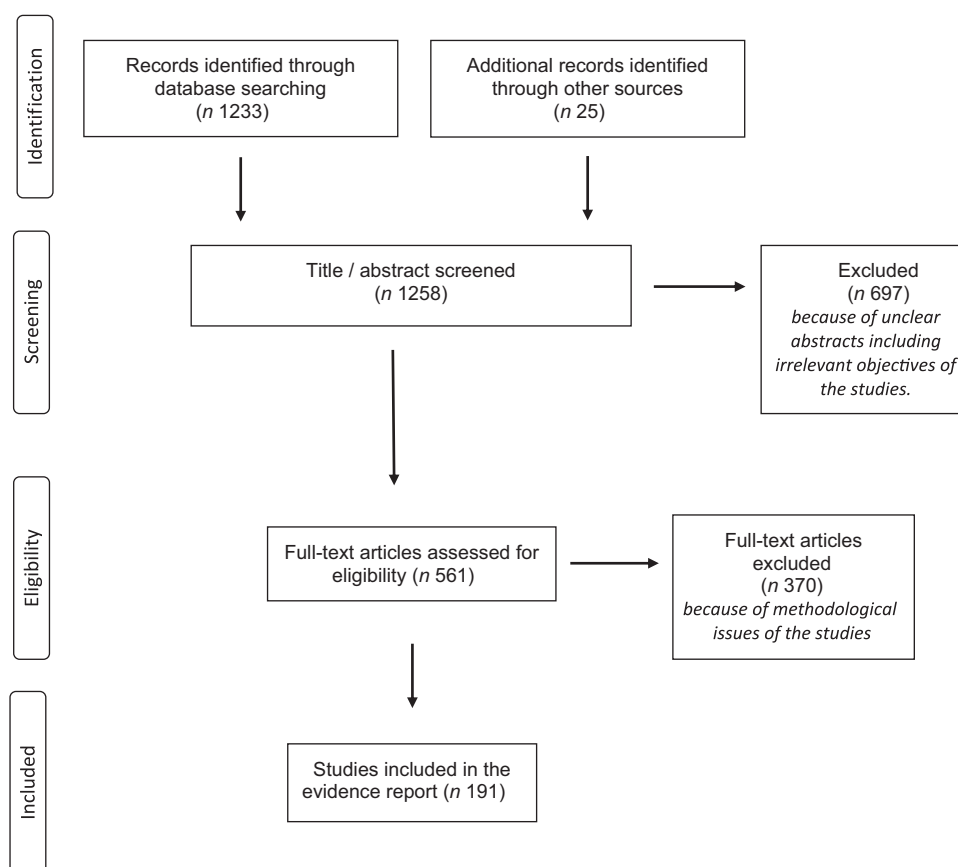 Identification
Records identified through
database searching
(n 1233)
Additional records identified
through other sources
(n 25)
Screening
Title / abstract screened
(n 1258)
Excluded
(n 697)
because of unclear
abstracts including
irrelevant objectives of
the studies.
Eligibility
Full-text articles assessed for
eligibility (n 561)
Full-text articles
excluded
(n 370)
because of methodological
issues of the studies
Included
Studies included in the
evidence report (n 191)